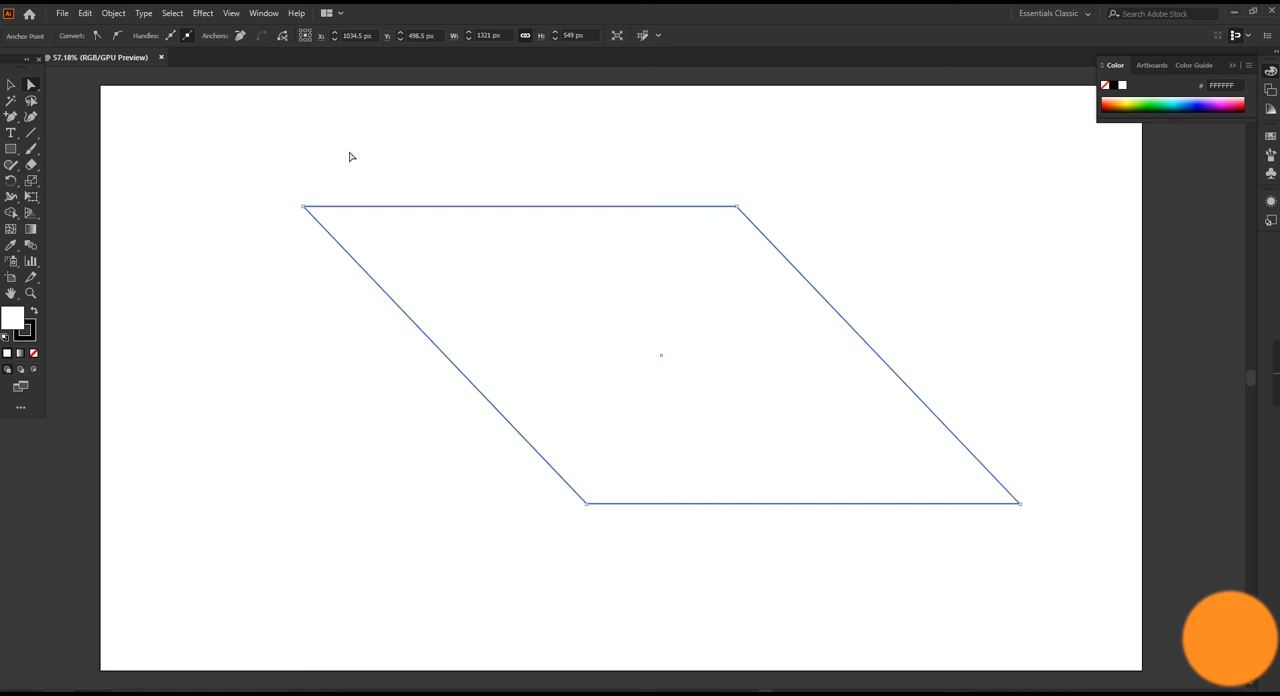 Ai File Edit Object Type Select Effect View Window Help Essentials Classic Search Adobe Stock
Anchor Point Convert: Handles: Anchors: X: 1034.5 px Y: 498.5 px W: 1321 px H: 549 px
@ 57.18% (RGB/GPU Preview) ×
Color Artboards Color Guide
# FFFFFF
T